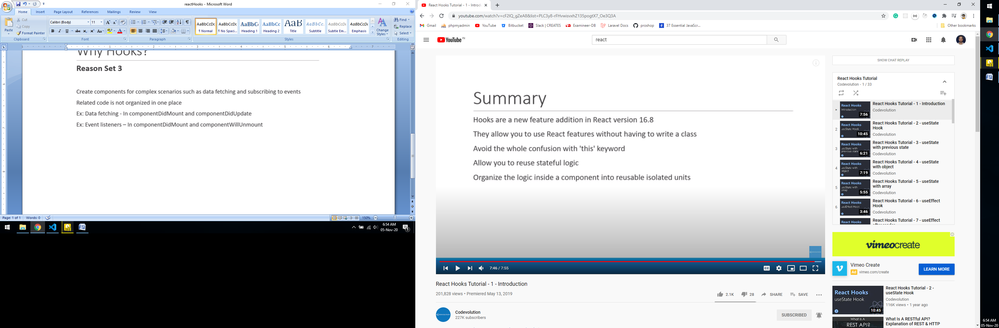 reactHooks - Microsoft Word
Home Insert Page Layout References Mailings Review View
Paste
Cut
Copy
Format Painter
Clipboard
Calibri (Body) 11
Font
Paragraph
AaBbCcDc ¶ Normal
AaBbCcDc ¶ No Spaci...
AaBbC Heading 1
AaBbCc Heading 2
AaB Title
AaBbCc. Subtitle
AaBbCcDc Subtle Em...
AaBbCcDc Emphasis
Change Styles
Styles
Find
Replace
Select
Editing
Why Hooks?
Reason Set 3
Create components for complex scenarios such as data fetching and subscribing to events
Related code is not organized in one place
Ex: Data fetching - In componentDidMount and componentDidUpdate
Ex: Event listeners – In componentDidMount and componentWillUnmount
Page: 1 of 1 Words: 0
150%
6:54 AM
05-Nov-20
React Hooks Tutorial - 1 - Introd
youtube.com/watch?v=cF2lQ_gZeA8&list=PLC3y8-rFHvwisvxhZ135pogtX7_Oe3Q3A
Gmail phpmyadmin YouTube Bitbucket Slack | CREATES Examineer-DB Laravel Docs proshop 37 Essential JavaScr... Other bookmarks
YouTube IN
react
Summary
Hooks are a new feature addition in React version 16.8
They allow you to use React features without having to write a class
Avoid the whole confusion with 'this' keyword
Allow you to reuse stateful logic
Organize the logic inside a component into reusable isolated units
7:46 / 7:55
React Hooks Tutorial - 1 - Introduction
201,828 views • Premiered May 13, 2019
2.1K 28 SHARE SAVE
Codevolution
227K subscribers
SUBSCRIBED
SHOW CHAT REPLAY
React Hooks Tutorial
Codevolution - 1 / 33
React Hooks Introduction 7:56
React Hooks Tutorial - 1 - Introduction
Codevolution
2
React Hooks useState Hook 10:45
React Hooks Tutorial - 2 - useState Hook
Codevolution
3
React Hooks useState with previous state 6:21
React Hooks Tutorial - 3 - useState with previous state
Codevolution
4
React Hooks useState with object 7:19
React Hooks Tutorial - 4 - useState with object
Codevolution
5
React Hooks useState with array 5:55
React Hooks Tutorial - 5 - useState with array
Codevolution
6
React Hooks useEffect Hook 3:46
React Hooks Tutorial - 6 - useEffect Hook
Codevolution
React Hooks
React Hooks Tutorial - 7 - useEffect
vimeocreate
Vimeo Create
Ad vimeo.com/create
LEARN MORE
React Hooks
useState Hook
2
10:45
React Hooks Tutorial - 2 -
useState Hook
Codevolution
116K views • 1 year ago
What Is A
REST API?
What Is A RESTful API?
Explanation of REST & HTTP
6:54 AM
05-Nov-20